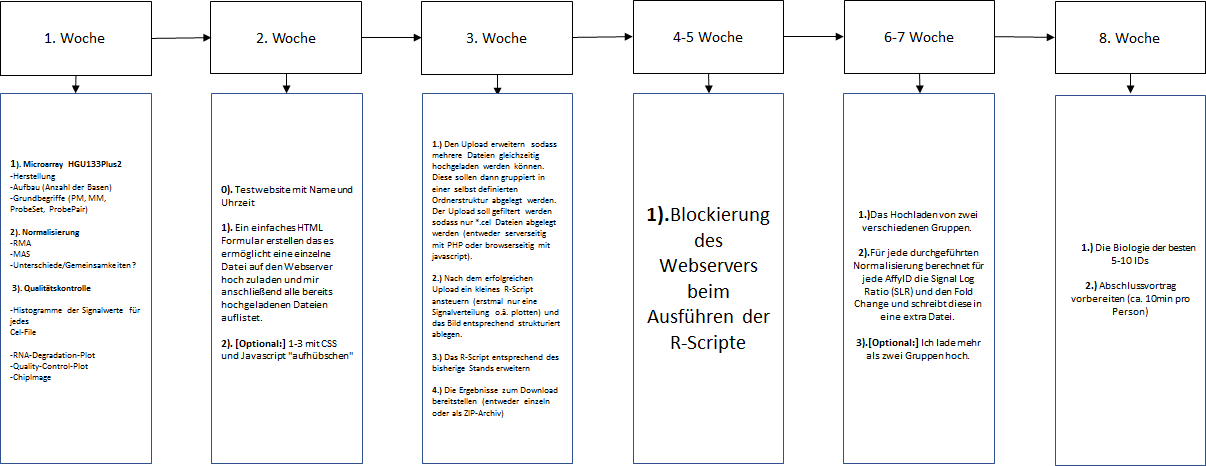 1. Woche
2. Woche
3. Woche
4-5 Woche
6-7 Woche
8. Woche
1). Microarray HGU133Plus2
-Herstellung
-Aufbau (Anzahl der Basen)
-Grundbegriffe (PM, MM,
ProbeSet, ProbePair)
2). Normalisierung
-RMA
-MAS
-Unterschiede/Gemeinsamkeiten?
3). Qualitätskontrolle
-Histogramme der Signalwerte für
jedes
Cel-File
-RNA-Degradation-Plot
-Quality-Control-Plot
-ChipImage
0). Testwebsite mit Name und
Uhrzeit
1). Ein einfaches HTML
Formular erstellen das es
ermöglicht eine einzelne
Datei auf den Webserver
hoch zuladen und mir
anschließend alle bereits
hochgeladenen Dateien
auflistet.
2). [Optional:] 1-3 mit CSS
und Javascript "aufhübschen"
1.) Den Upload erweitern sodass
mehrere Dateien gleichzeitig
hochgeladen werden können.
Diese sollen dann gruppiert in
einer selbst definierten
Ordnerstruktur abgelegt werden.
Der Upload soll gefiltert werden
sodass nur *.cel Dateien abgelegt
werden (entweder serverseitig
mit PHP oder browserseitig mit
javascript).
2.) Nach dem erfolgreichen
Upload ein kleines R-Script
ansteuern (erstmal nur eine
Signalverteilung o.ä. plotten) und
das Bild entsprechend strukturiert
ablegen.
3.) Das R-Script entsprechend des
bisherige Stands erweitern
4.) Die Ergebnisse zum Download
bereitstellen (entweder einzeln
oder als ZIP-Archiv)
1).Blockierung
des
Webservers
beim
Ausführen der
R-Scripte
1.)Das Hochladen von zwei
verschiedenen Gruppen.
2).Für jede durchgeführten
Normalisierung berechnet für
jede AffyID die Signal Log
Ratio (SLR) und den Fold
Change und schreibt diese in
eine extra Datei.
3).[Optional:] Ich lade mehr
als zwei Gruppen hoch.
1.) Die Biologie der besten
5-10 IDs
2.) Abschlussvortrag
vorbereiten (ca. 10min pro
Person)